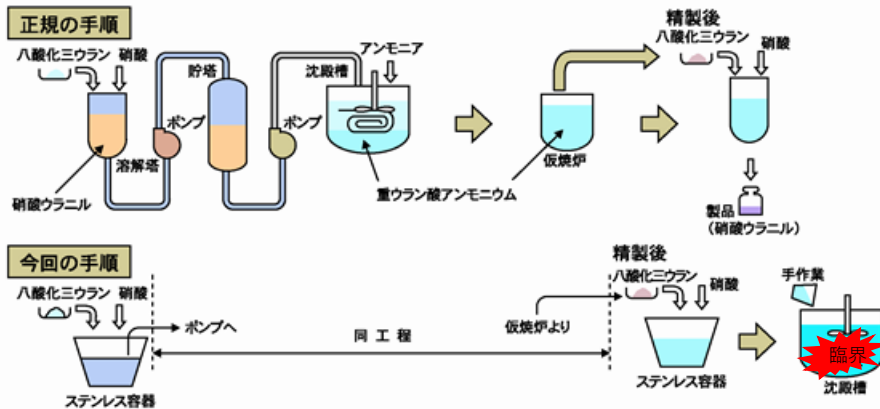 正規の手順
八酸化三ウラン 硝酸
貯塔
沈殿槽
アンモニア
ポンプ
ポンプ
溶解塔
硝酸ウラニル
重ウラン酸アンモニウム
仮焼炉
精製後
八酸化三ウラン
硝酸
製品
(硝酸ウラニル)
今回の手順
八酸化三ウラン 硝酸
ポンプへ
ステンレス容器
同工程
仮焼炉より
精製後
八酸化三ウラン
硝酸
ステンレス容器
手作業
臨界
沈殿槽